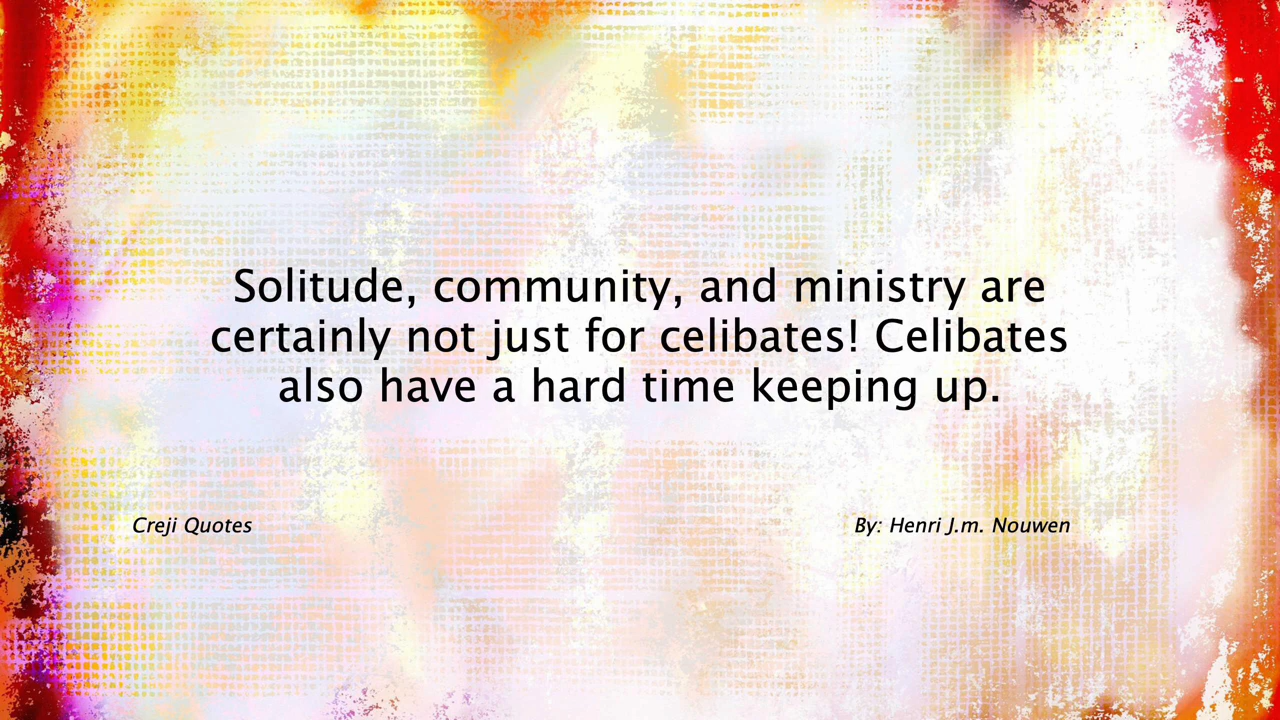 Solitude, community, and ministry are
certainly not just for celibates! Celibates
also have a hard time keeping up.
Creji Quotes
By: Henri J.m. Nouwen